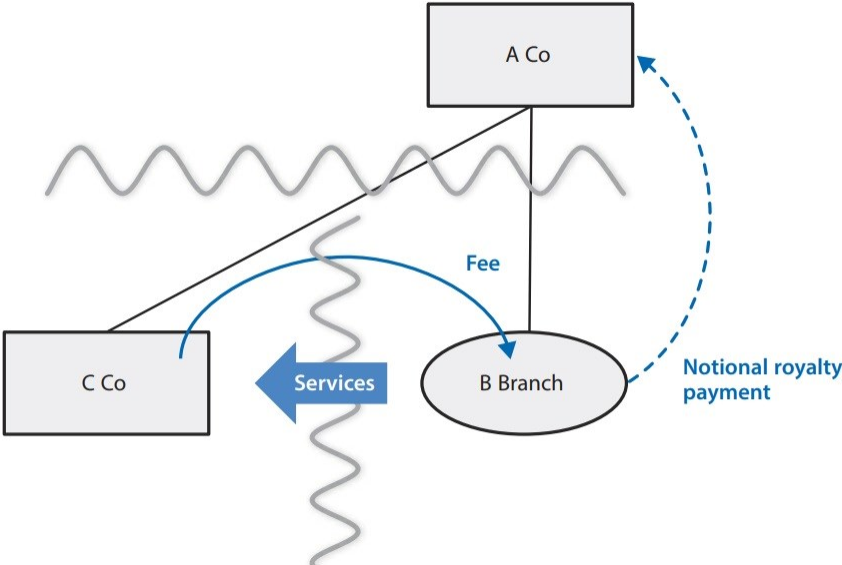 A Co
Fee
C Co
Services
B Branch
Notional royalty
payment